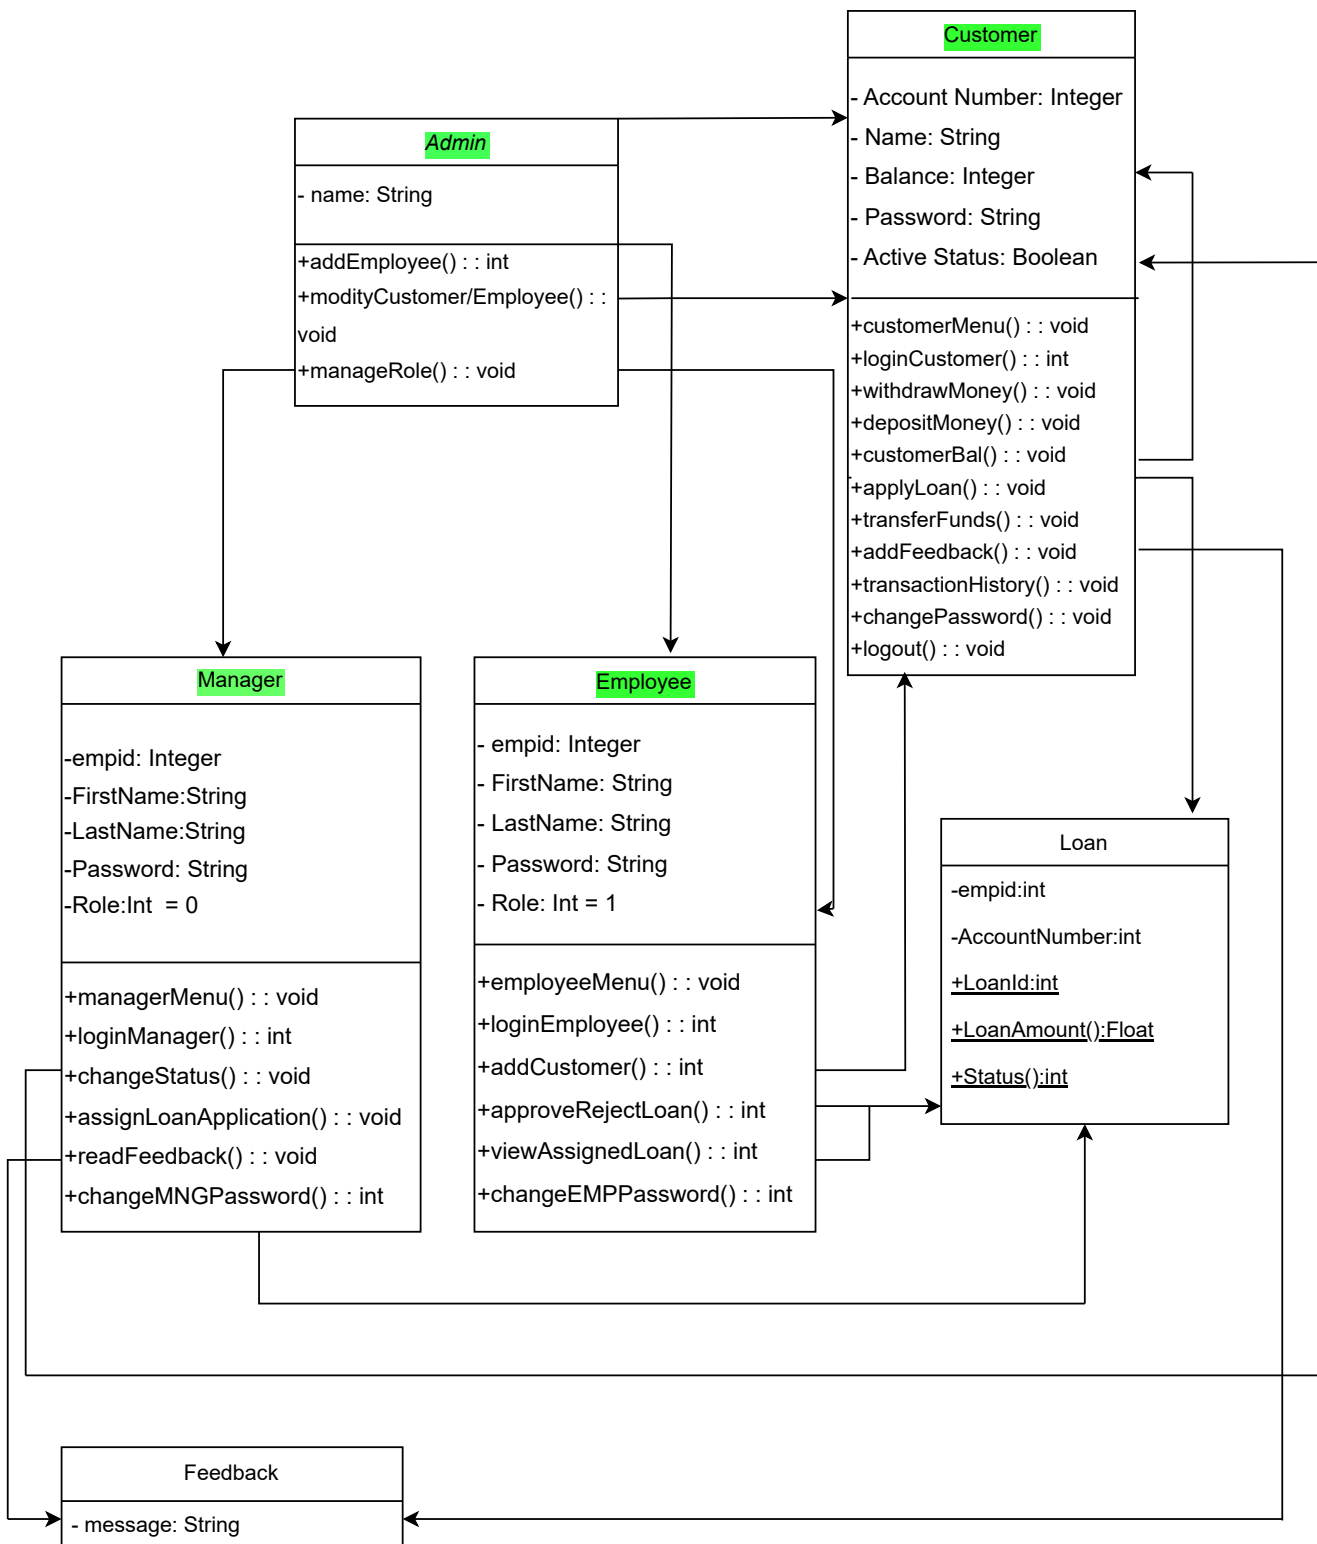 Customer
- Account Number: Integer
- Name: String
- Balance: Integer
- Password: String
- Active Status: Boolean
+customerMenu() : : void
+loginCustomer() : : int
+withdrawMoney() : : void
+depositMoney() : : void
+customerBal() : : void
+applyLoan() : : void
+transferFunds() : : void
+addFeedback() : : void
+transactionHistory() : : void
+changePassword() : : void
+logout() : : void
Admin
- name: String
+addEmployee() : : int
+modityCustomer/Employee() : :
void
+manageRole() : : void
Manager
-empid: Integer
-FirstName:String
-LastName:String
-Password: String
-Role:Int = 0
+managerMenu() : : void
+loginManager() : : int
+changeStatus() : : void
+assignLoanApplication() : : void
+readFeedback() : : void
+changeMNGPassword() : : int
Employee
- empid: Integer
- FirstName: String
- LastName: String
- Password: String
- Role: Int = 1
+employeeMenu() : : void
+loginEmployee() : : int
+addCustomer() : : int
+approveRejectLoan() : : int
+viewAssignedLoan() : : int
+changeEMPPassword() : : int
Loan
-empid:int
-AccountNumber:int
+LoanId:int
+LoanAmount():Float
+Status():int
Feedback
- message: String